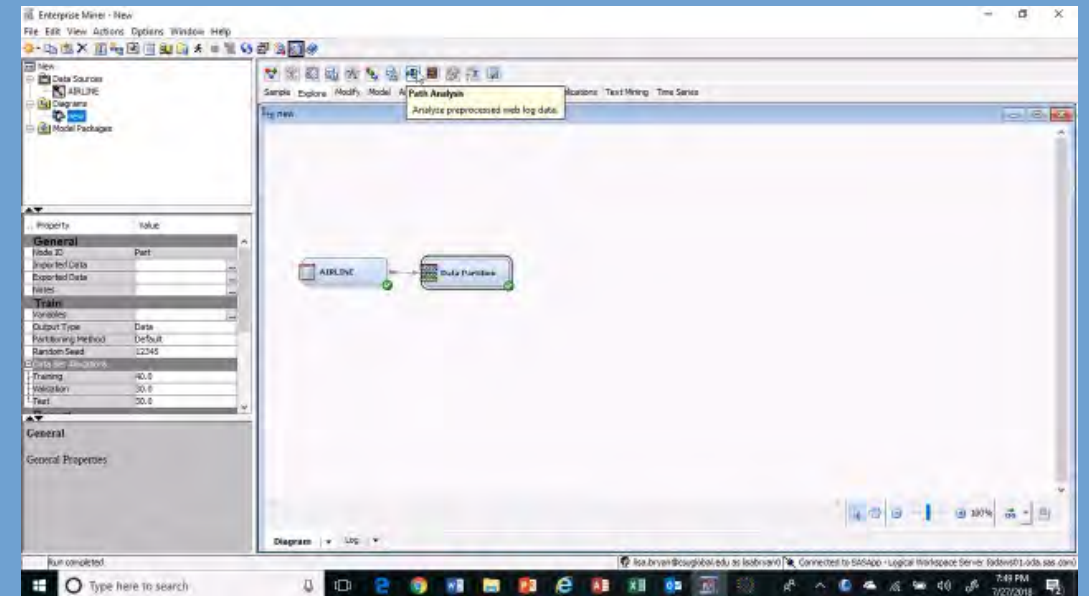 Enterprise Miner - New
File Edit View Actions Options Window Help
New
Data Sources
AIRLINE
Diagrams
new
Model Packages
Sample Explore Modify Model
Path Analysis
Analyze preprocessed web log data.
Text Mining Time Series
new
Property Value
General
Node ID Part
Imported Data
Exported Data
Notes
Train
Variables
Output Type Data
Partitioning Method Default
Random Seed 12345
Data Set Allocations
Training 40.0
Validation 30.0
Test 30.0
AIRLINE
Data Partition
General
General Properties
100%
Diagram Log
Run completed
Connected to SASApp - Logical Workspace Server
Type here to search
7:49 PM
7/27/2018